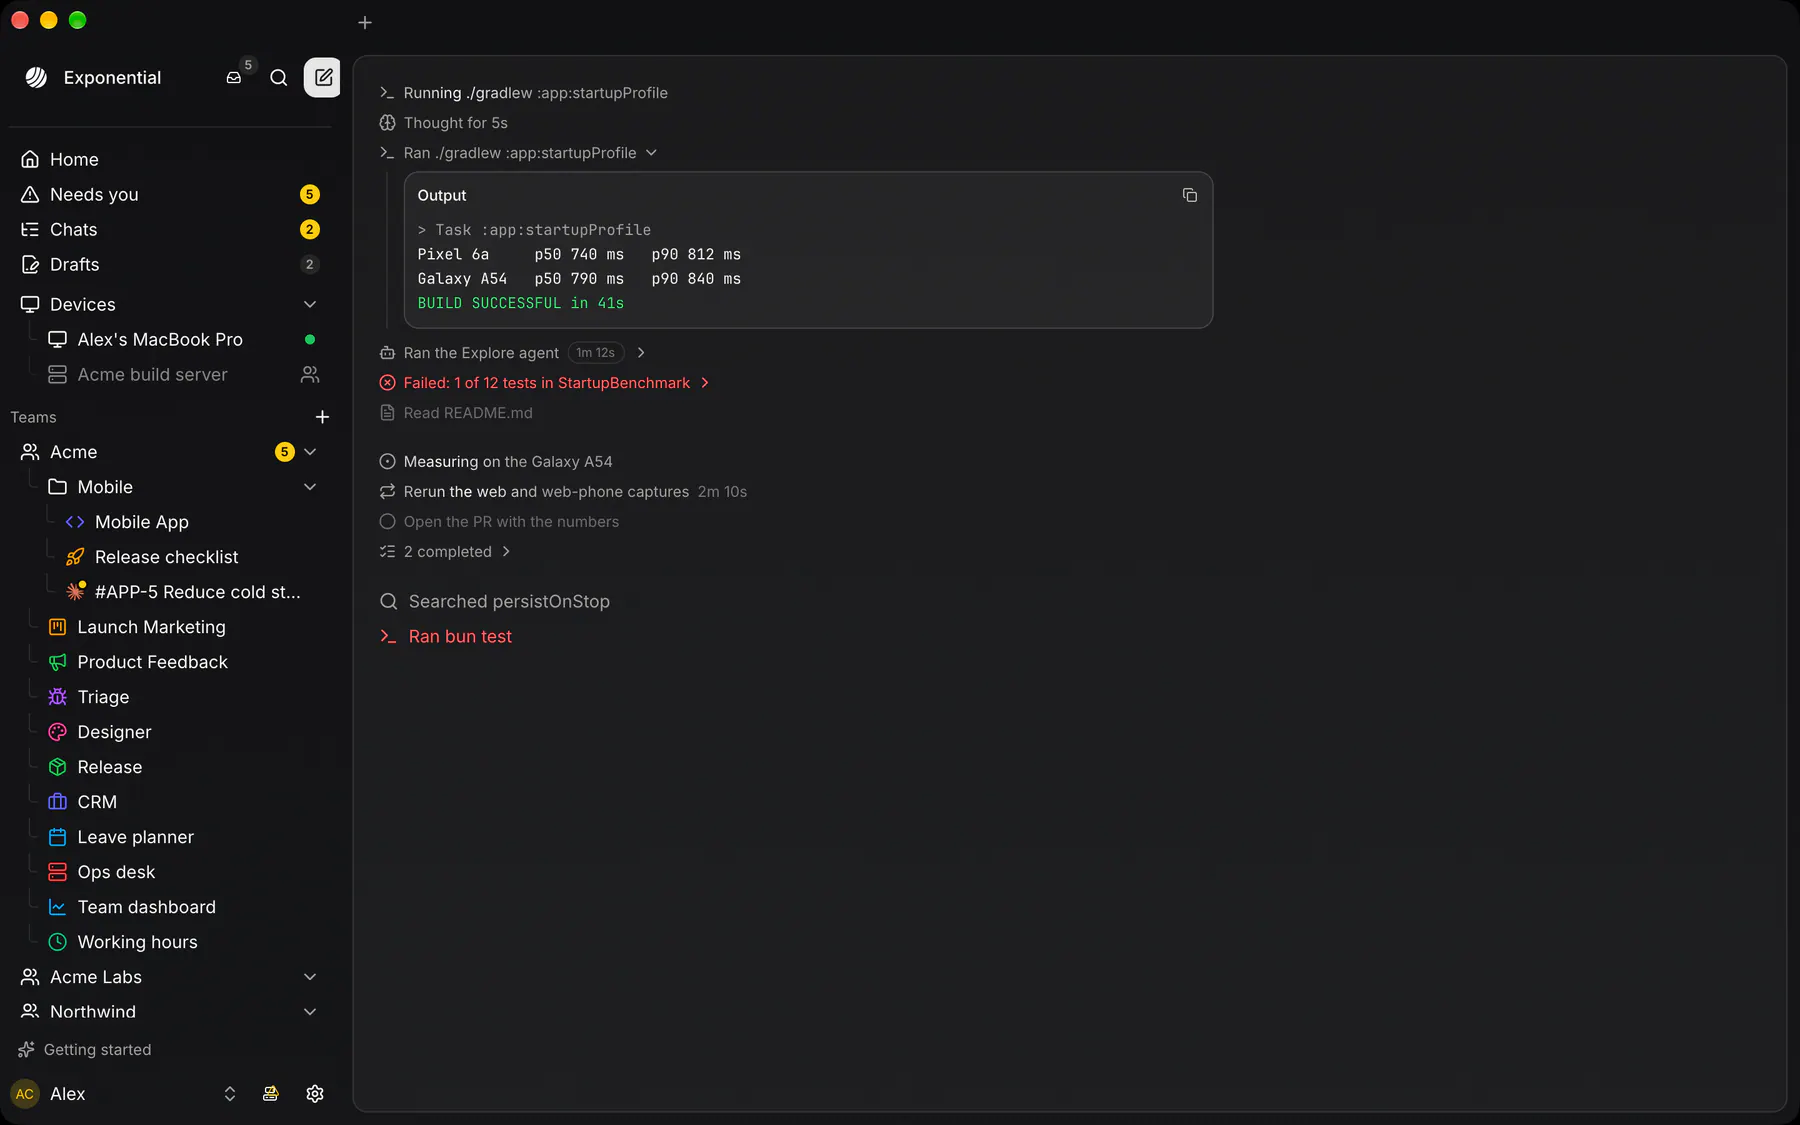 Exponential
5
Home
Needs you
5
Chats
2
Drafts
2
Devices
Alex's MacBook Pro
Acme build server
Teams
Acme
5
Mobile
Mobile App
Release checklist
#APP-5 Reduce cold st...
Launch Marketing
Product Feedback
Triage
Designer
Release
CRM
Leave planner
Ops desk
Team dashboard
Working hours
Acme Labs
Northwind
Getting started
AC
Alex
Running ./gradlew :app:startupProfile
Thought for 5s
Ran ./gradlew :app:startupProfile
Output
> Task :app:startupProfile
Pixel 6a p50 740 ms p90 812 ms
Galaxy A54 p50 790 ms p90 840 ms
BUILD SUCCESSFUL in 41s
Ran the Explore agent 1m 12s
Failed: 1 of 12 tests in StartupBenchmark
Read README.md
Measuring on the Galaxy A54
Rerun the web and web-phone captures 2m 10s
Open the PR with the numbers
2 completed
Searched persistOnStop
Ran bun test